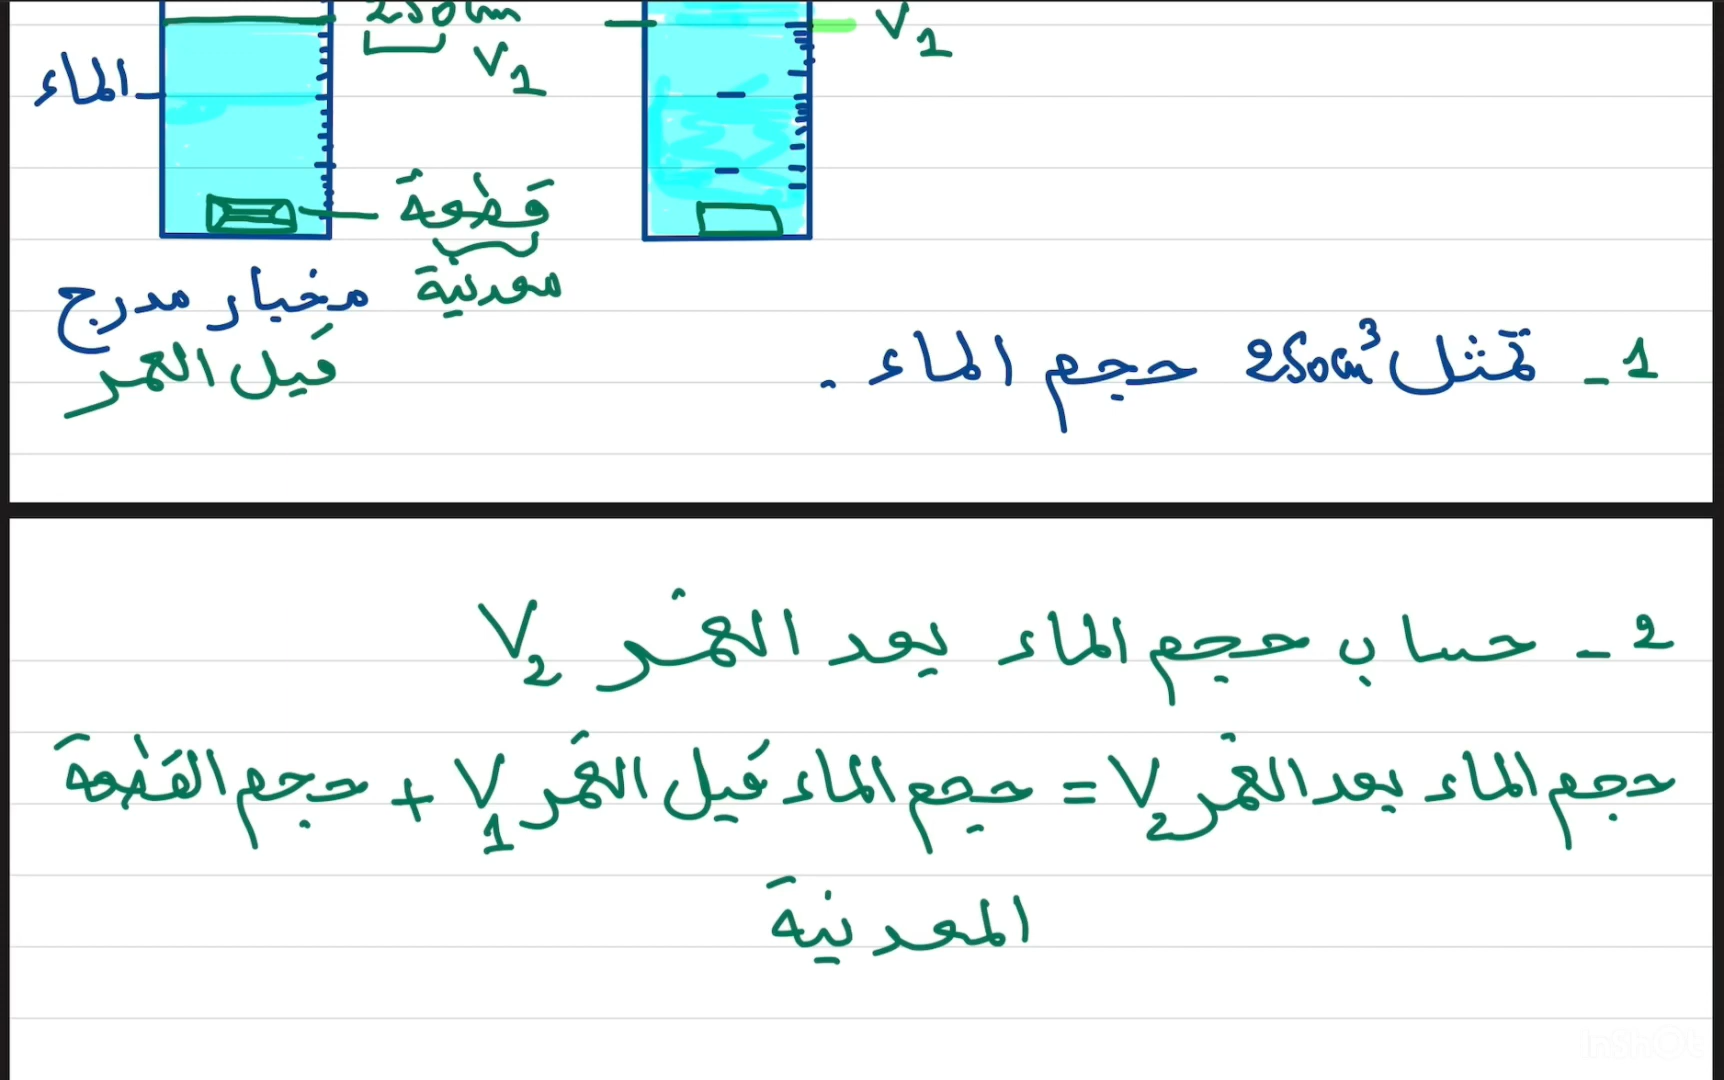 V₁
V₁
الماء
قطعة
معدنية
مخبار مدرج
قبل الغمر
1 - تمثل 250cm³ حجم الماء .
2 - حساب حجم الماء بعد الغمر V₂
حجم الماء بعد الغمر V₂ = حجم الماء قبل الغمر V₁ + حجم القطعة
المعدنية
InShOt